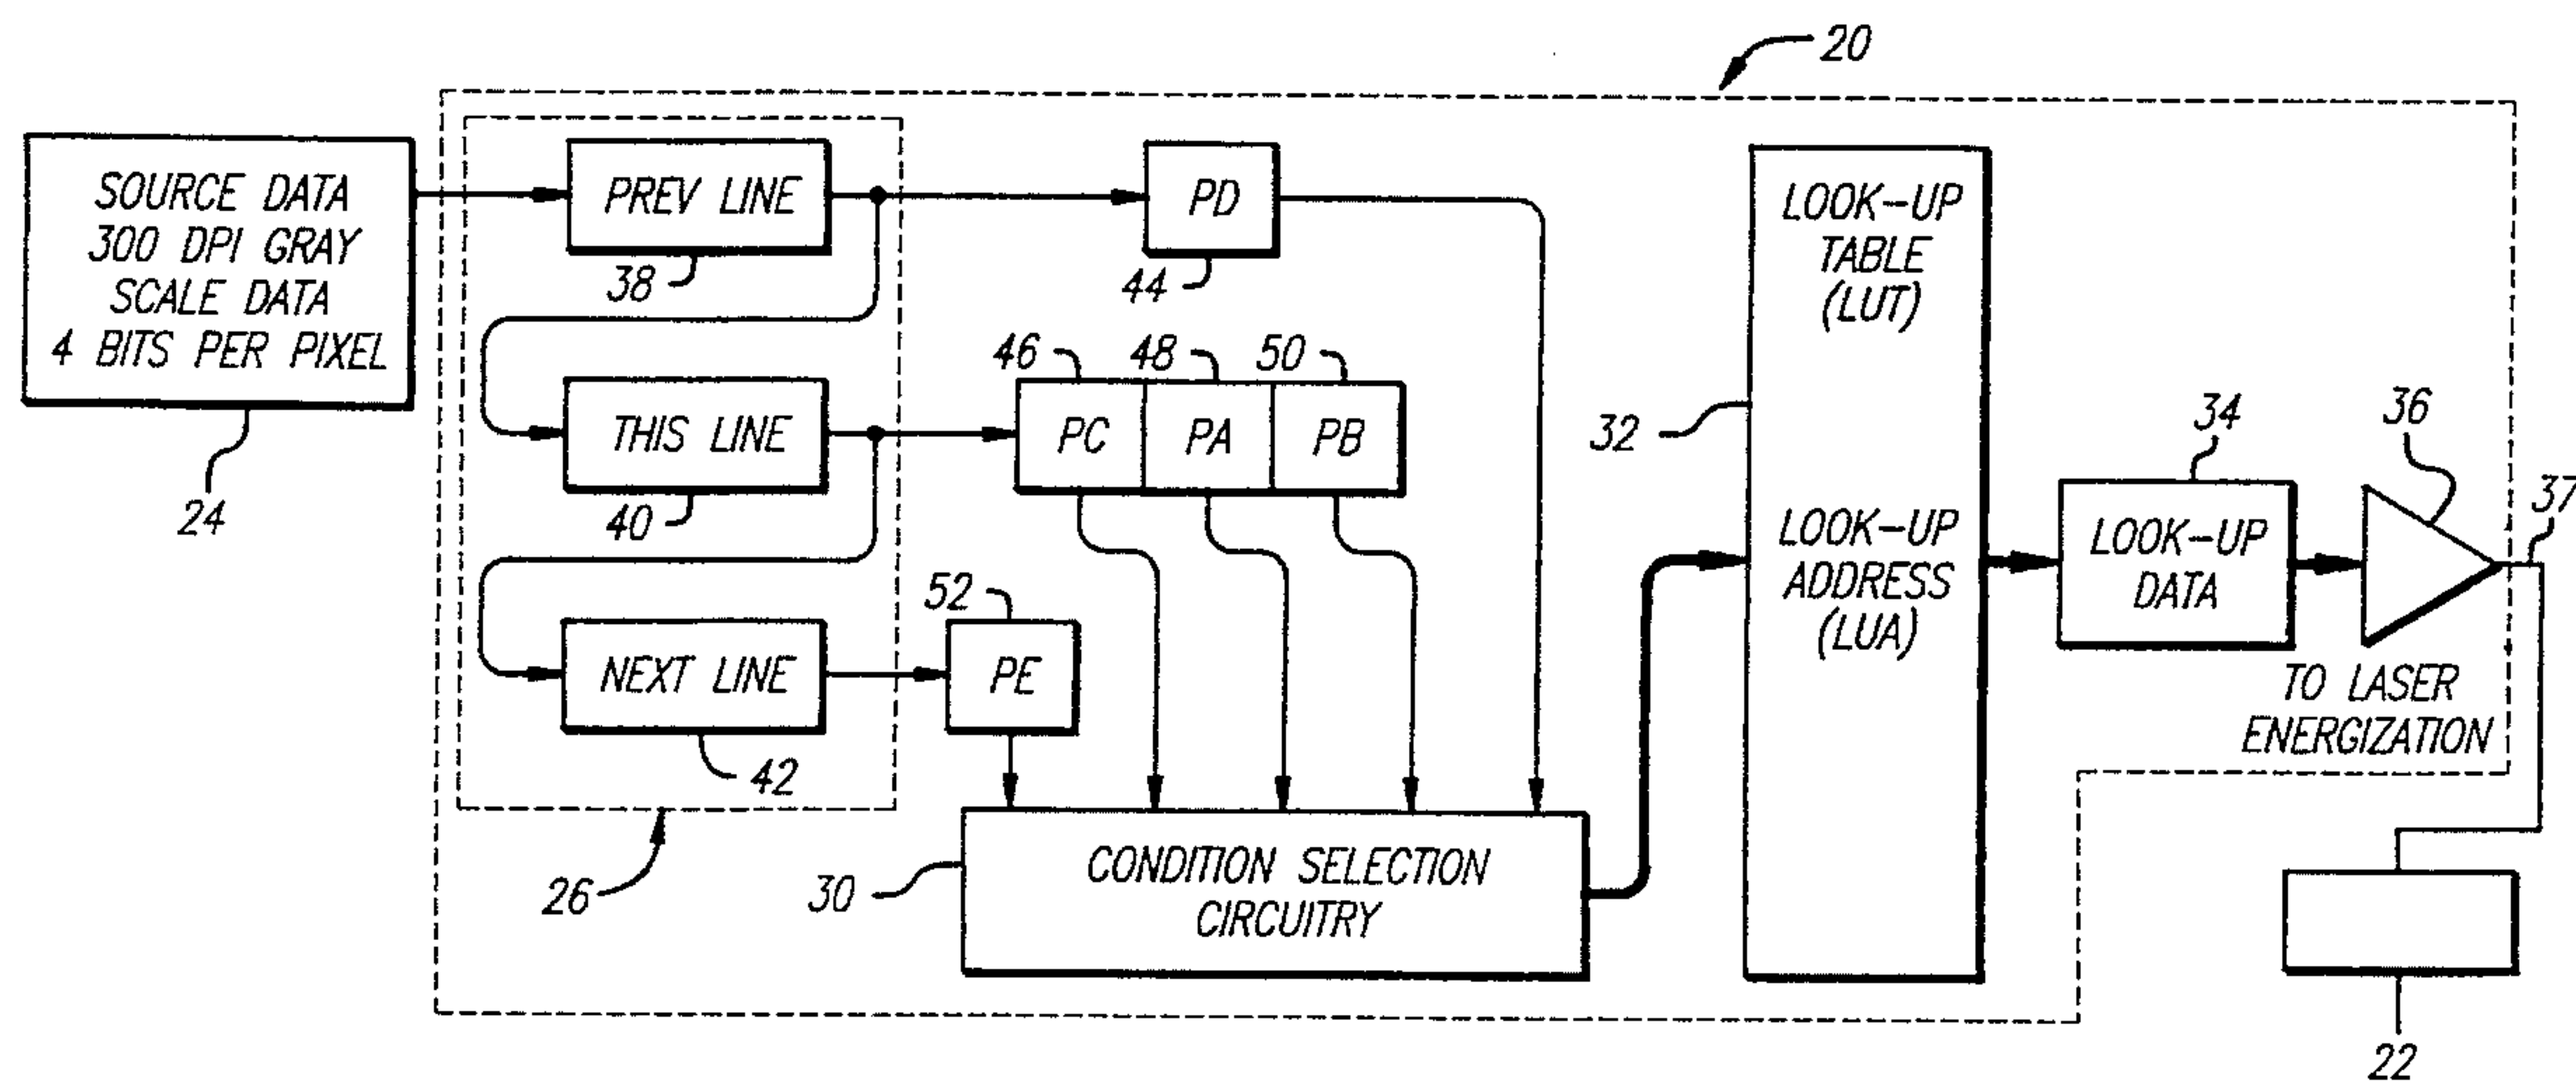 20
SOURCE DATA
300 DPI GRAY
SCALE DATA
4 BITS PER PIXEL
24
PREV LINE
38
THIS LINE
40
NEXT LINE
42
26
PD
44
46
48
50
PC
PA
PB
52
PE
30
CONDITION SELECTION
CIRCUITRY
LOOK-UP
TABLE
(LUT)
32
LOOK-UP
ADDRESS
(LUA)
34
LOOK-UP
DATA
36
37
TO LASER
ENERGIZATION
22